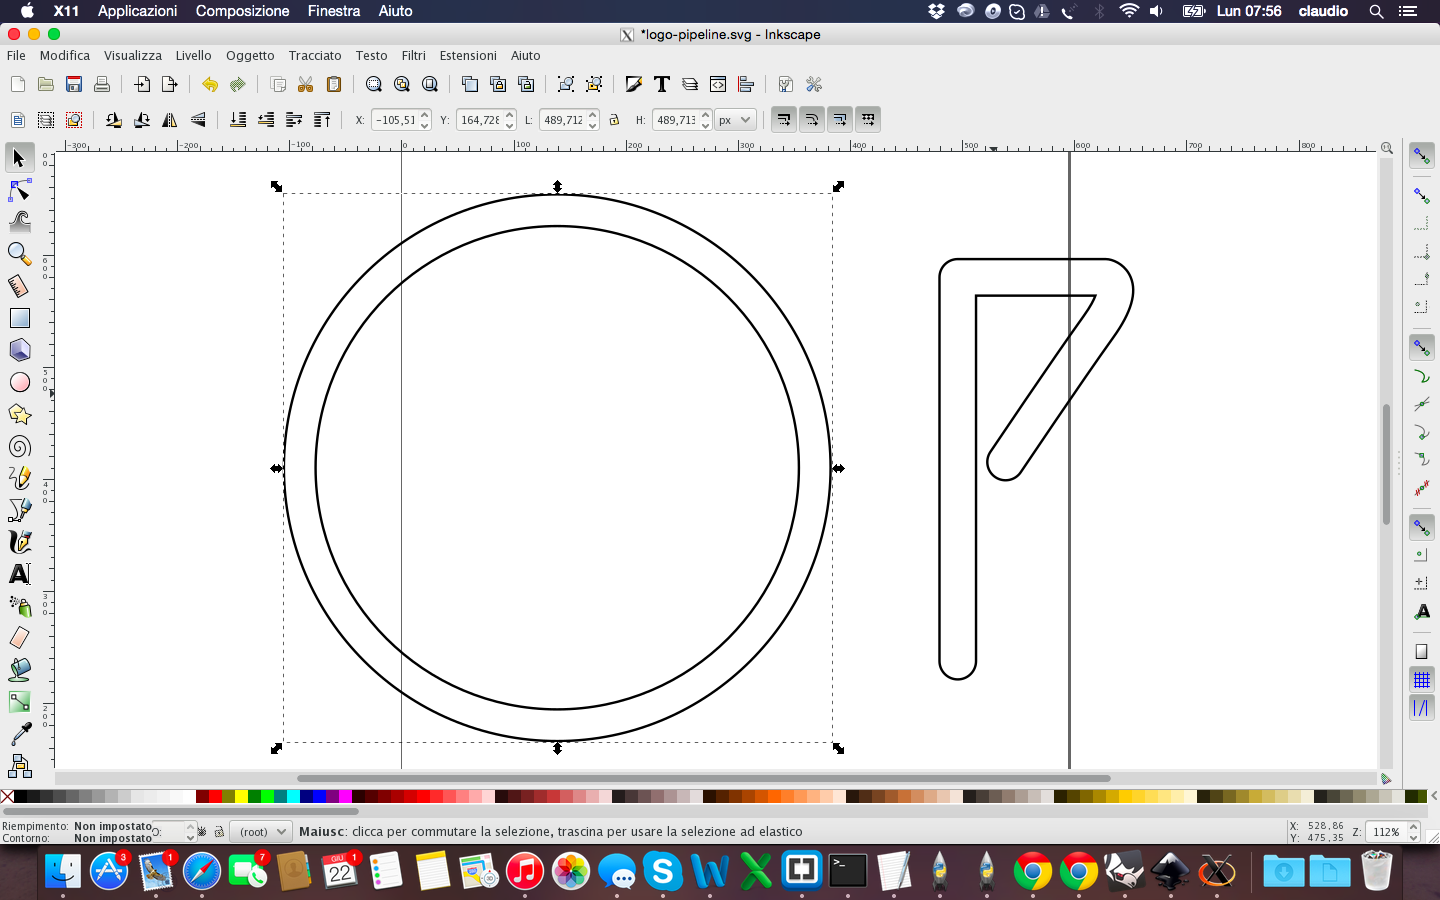 X11 Applicazioni Composizione Finestra Aiuto Lun 07:56 claudio
*logo-pipeline.svg - Inkscape
File Modifica Visualizza Livello Oggetto Tracciato Testo Filtri Estensioni Aiuto
X: -105,51 Y: 164,728 L: 489,712 H: 489,713 px
-300 -200 -100 0 100 200 300 400 500 600 700 800
Riempimento: Non impostato O: (root) Maiusc: clicca per commutare la selezione, trascina per usare la selezione ad elastico X: 528,86 Z: 112%
Contorno: Non impostato Y: 475,35
3 1 7 GIU 1
22